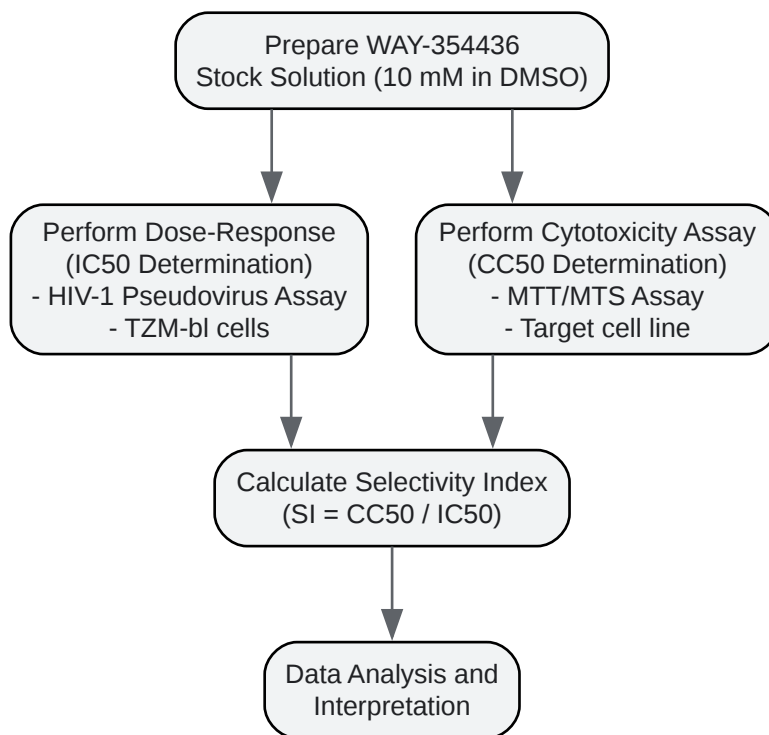 Prepare WAY-354436
Stock Solution (10 mM in DMSO)
Perform Dose-Response
(IC50 Determination)
- HIV-1 Pseudovirus Assay
- TZM-bl cells
Perform Cytotoxicity Assay
(CC50 Determination)
- MTT/MTS Assay
- Target cell line
Calculate Selectivity Index
(SI = CC50 / IC50)
Data Analysis and
Interpretation